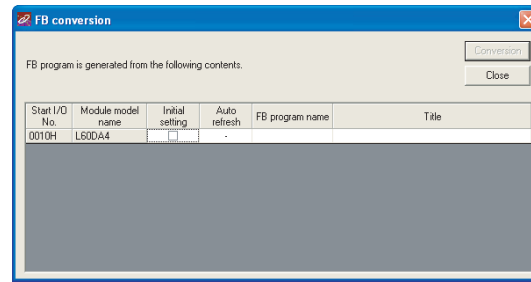 FB conversion
Conversion
FB program is generated from the following contents.
Close
Start I/O No. Module model name Initial setting Auto refresh FB program name Title
0010H L60DA4 -